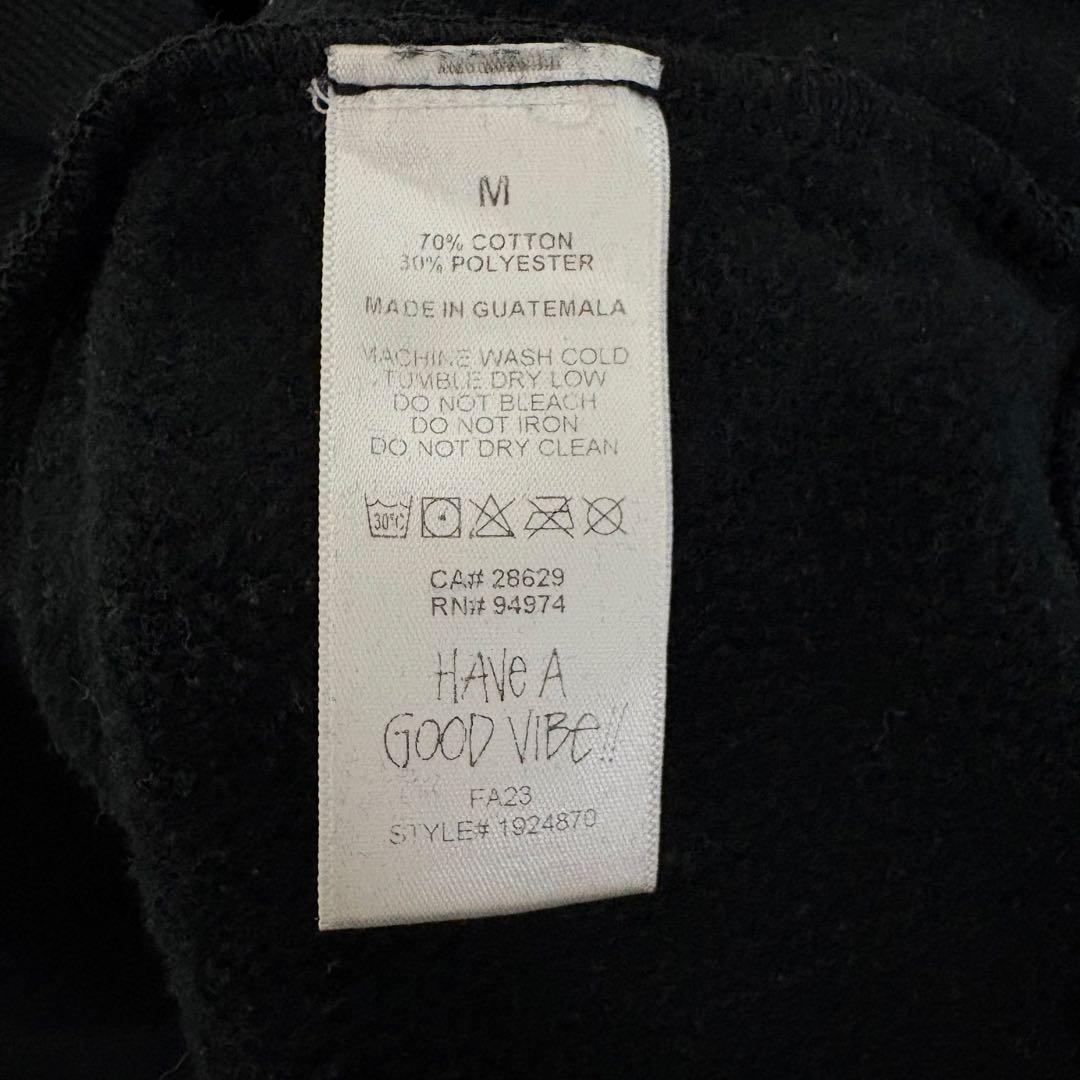 M
70% COTTON
30% POLYESTER
MADE IN GUATEMALA
MACHINE WASH COLD
TUMBLE DRY LOW
DO NOT BLEACH
DO NOT IRON
DO NOT DRY CLEAN
30°C
CA# 28629
RN# 94974
HAVE A
GOOD VIBE!!
FA23
STYLE# 1924870